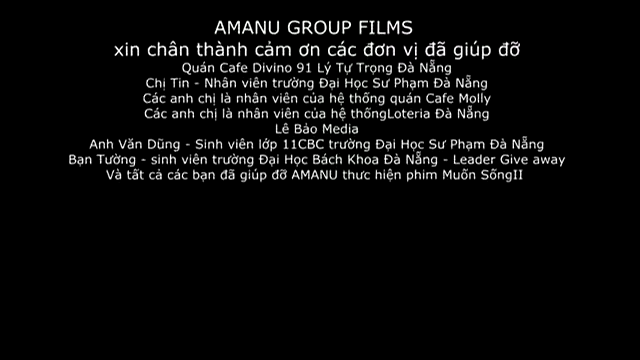 AMANU GROUP FILMS
xin chân thành cảm ơn các đơn vị đã giúp đỡ
Quán Cafe Divino 91 Lý Tự Trọng Đà Nẵng
Chị Tin - Nhân viên trường Đại Học Sư Phạm Đà Nẵng
Các anh chị là nhân viên của hệ thống quán Cafe Molly
Các anh chị là nhân viên của hệ thốngLoteria Đà Nẵng
Lê Bảo Media
Anh Văn Dũng - Sinh viên lớp 11CBC trường Đại Học Sư Phạm Đà Nẵng
Bạn Tường - sinh viên trường Đại Học Bách Khoa Đà Nẵng - Leader Give away
Và tất cả các bạn đã giúp đỡ AMANU thưc hiện phim Muốn SốngII